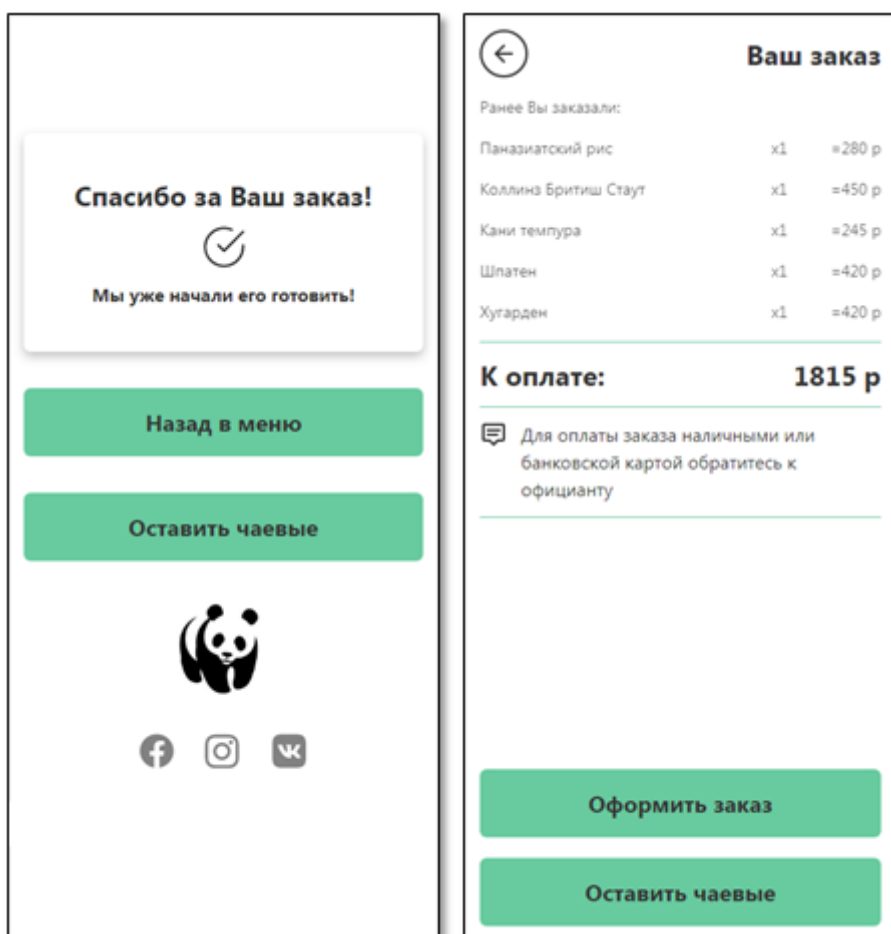 Спасибо за Ваш заказ!
Мы уже начали его готовить!
Назад в меню
Оставить чаевые
Ваш заказ
Ранее Вы заказали:
Паназиатский рис x1 =280 р
Коллинз Бритиш Стаут x1 =450 р
Кани темпура x1 =245 р
Шпатен x1 =420 р
Хугарден x1 =420 р
К оплате: 1815 р
Для оплаты заказа наличными или
банковской картой обратитесь к
официанту
Оформить заказ
Оставить чаевые